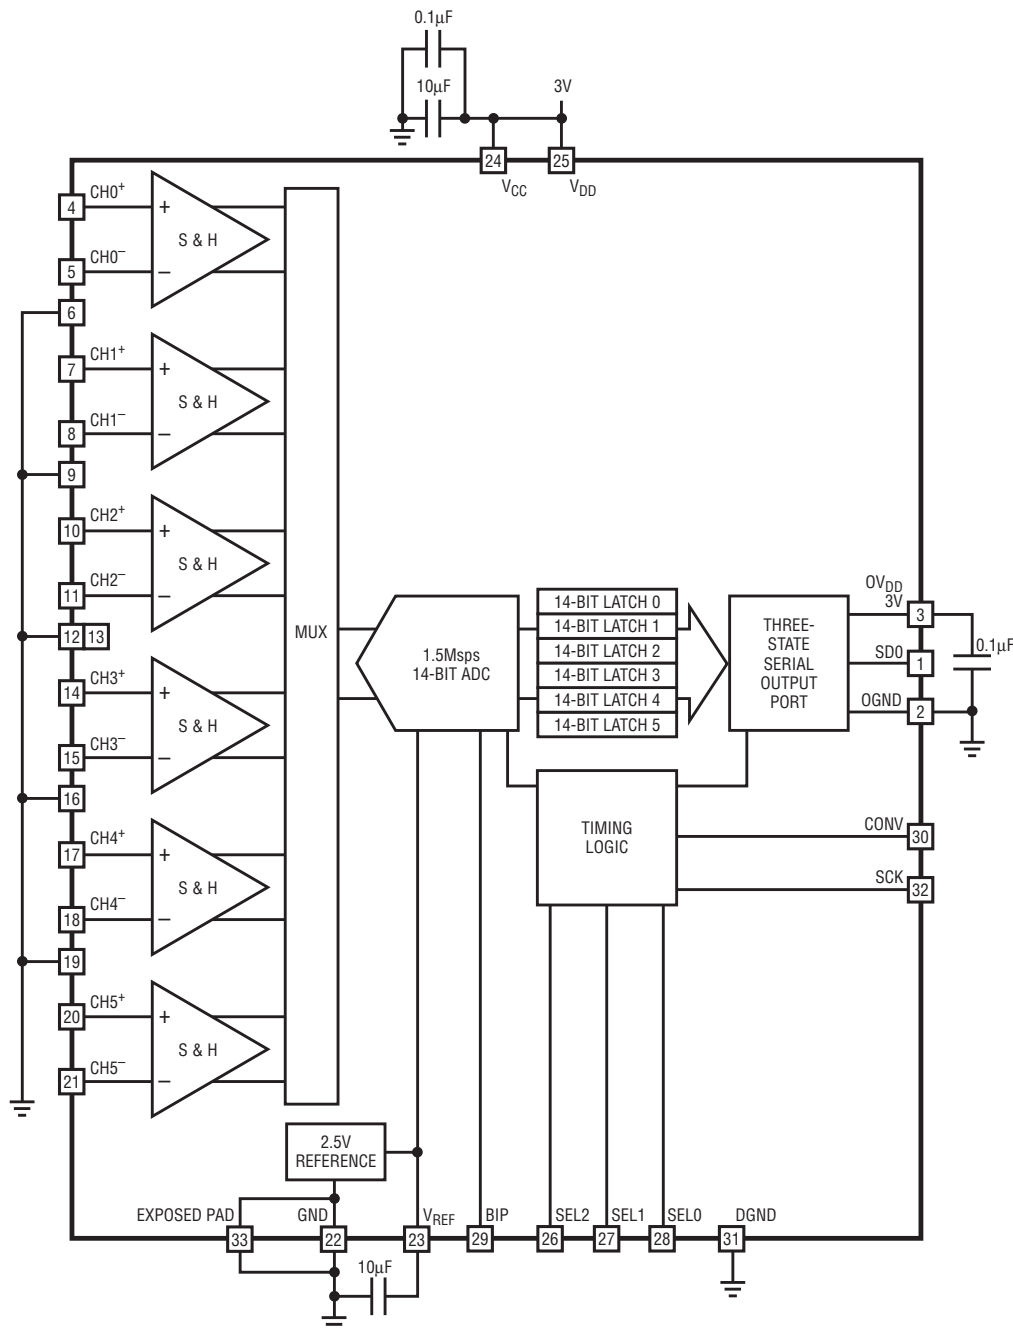 0.1µF
10µF
3V
24
25
VCC
VDD
4
CH0+
+
S & H
5
CH0–
–
6
7
CH1+
+
S & H
8
CH1–
–
9
10
CH2+
+
S & H
11
CH2–
–
12
13
14
CH3+
+
S & H
15
CH3–
–
16
17
CH4+
+
S & H
18
CH4–
–
19
20
CH5+
+
S & H
21
CH5–
–
MUX
1.5Msps
14-BIT ADC
14-BIT LATCH 0
14-BIT LATCH 1
14-BIT LATCH 2
14-BIT LATCH 3
14-BIT LATCH 4
14-BIT LATCH 5
THREE-
STATE
SERIAL
OUTPUT
PORT
OVDD
3V
3
0.1µF
SD0
1
OGND
2
TIMING
LOGIC
CONV
30
SCK
32
2.5V
REFERENCE
EXPOSED PAD
GND
VREF
BIP
SEL2
SEL1
SEL0
DGND
33
22
23
29
26
27
28
31
10µF